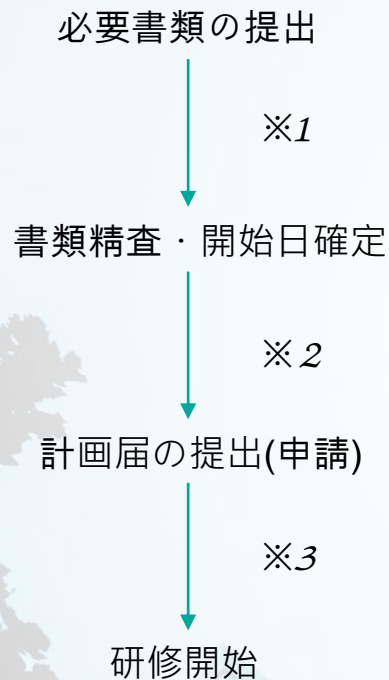 必要書類の提出
※1
書類精査・開始日確定
※2
計画届の提出(申請)
※3
研修開始